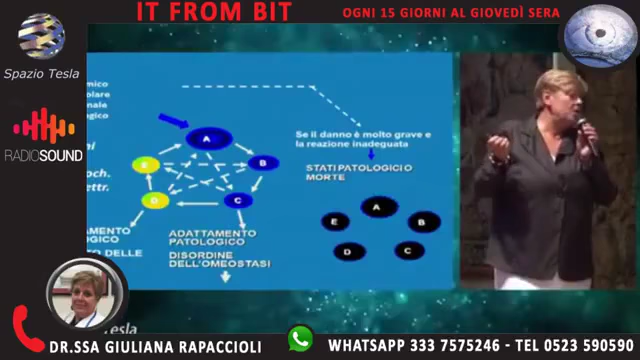 IT FROM BIT
OGNI 15 GIORNI AL GIOVEDÌ SERA
Spazio Tesla
RADIOSOUND
Se il danno è molto grave e
la reazione inadeguata
STATI PATOLOGICI O
MORTE
A
B
C
D
E
A
B
C
D
E
ADATTAMENTO
PATOLOGICO
DISORDINE
DELL'OMEOSTASI
DR.SSA GIULIANA RAPACCIOLI
WHATSAPP 333 7575246 - TEL 0523 590590